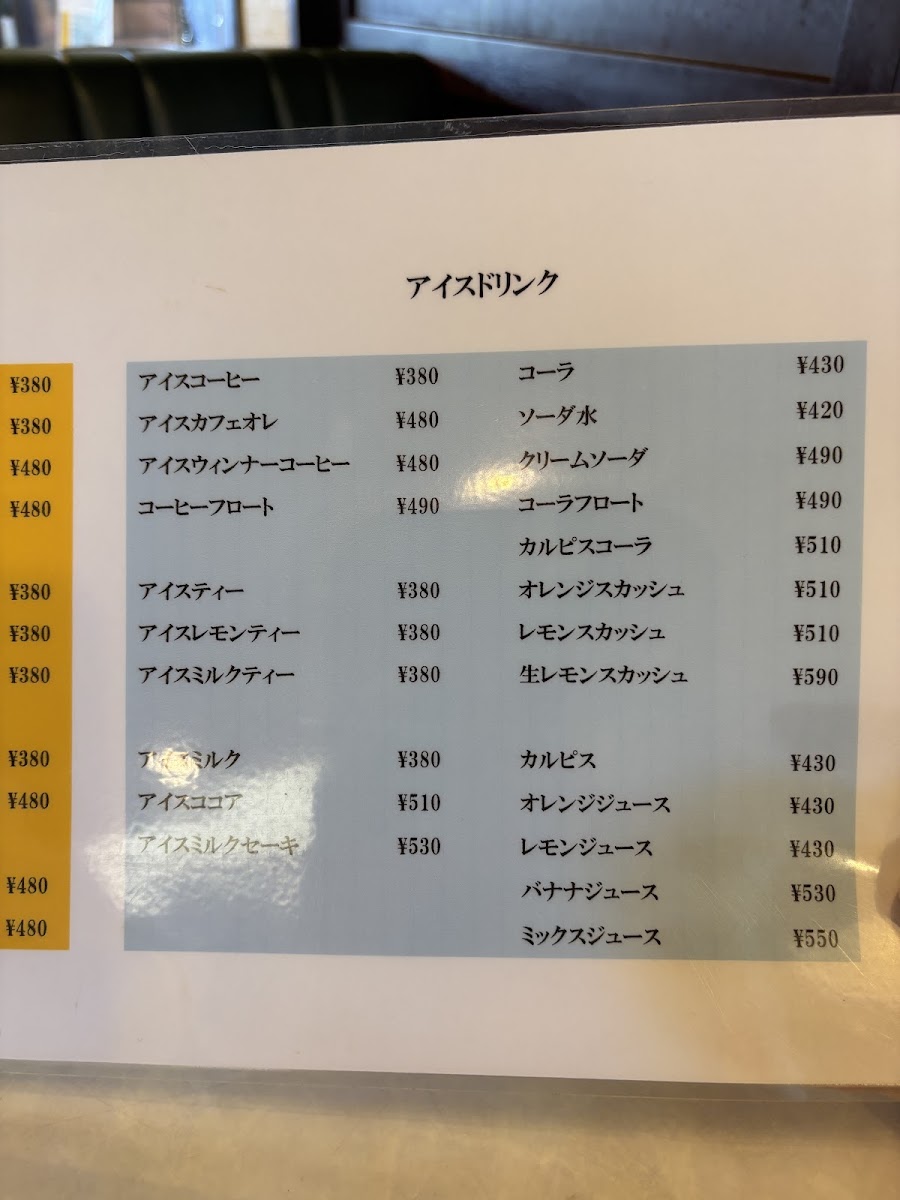 アイスドリンク
¥380
¥380
¥480
¥480
¥380
¥380
¥380
¥380
¥480
¥480
¥480
アイスコーヒー ¥380
アイスカフェオレ ¥480
アイスウィンナーコーヒー ¥480
コーヒーフロート ¥490
アイスティー ¥380
アイスレモンティー ¥380
アイスミルクティー ¥380
アイスミルク ¥380
アイスココア ¥510
アイスミルクセーキ ¥530
コーラ ¥430
ソーダ水 ¥420
クリームソーダ ¥490
コーラフロート ¥490
カルピスコーラ ¥510
オレンジスカッシュ ¥510
レモンスカッシュ ¥510
生レモンスカッシュ ¥590
カルピス ¥430
オレンジジュース ¥430
レモンジュース ¥430
バナナジュース ¥530
ミックスジュース ¥550